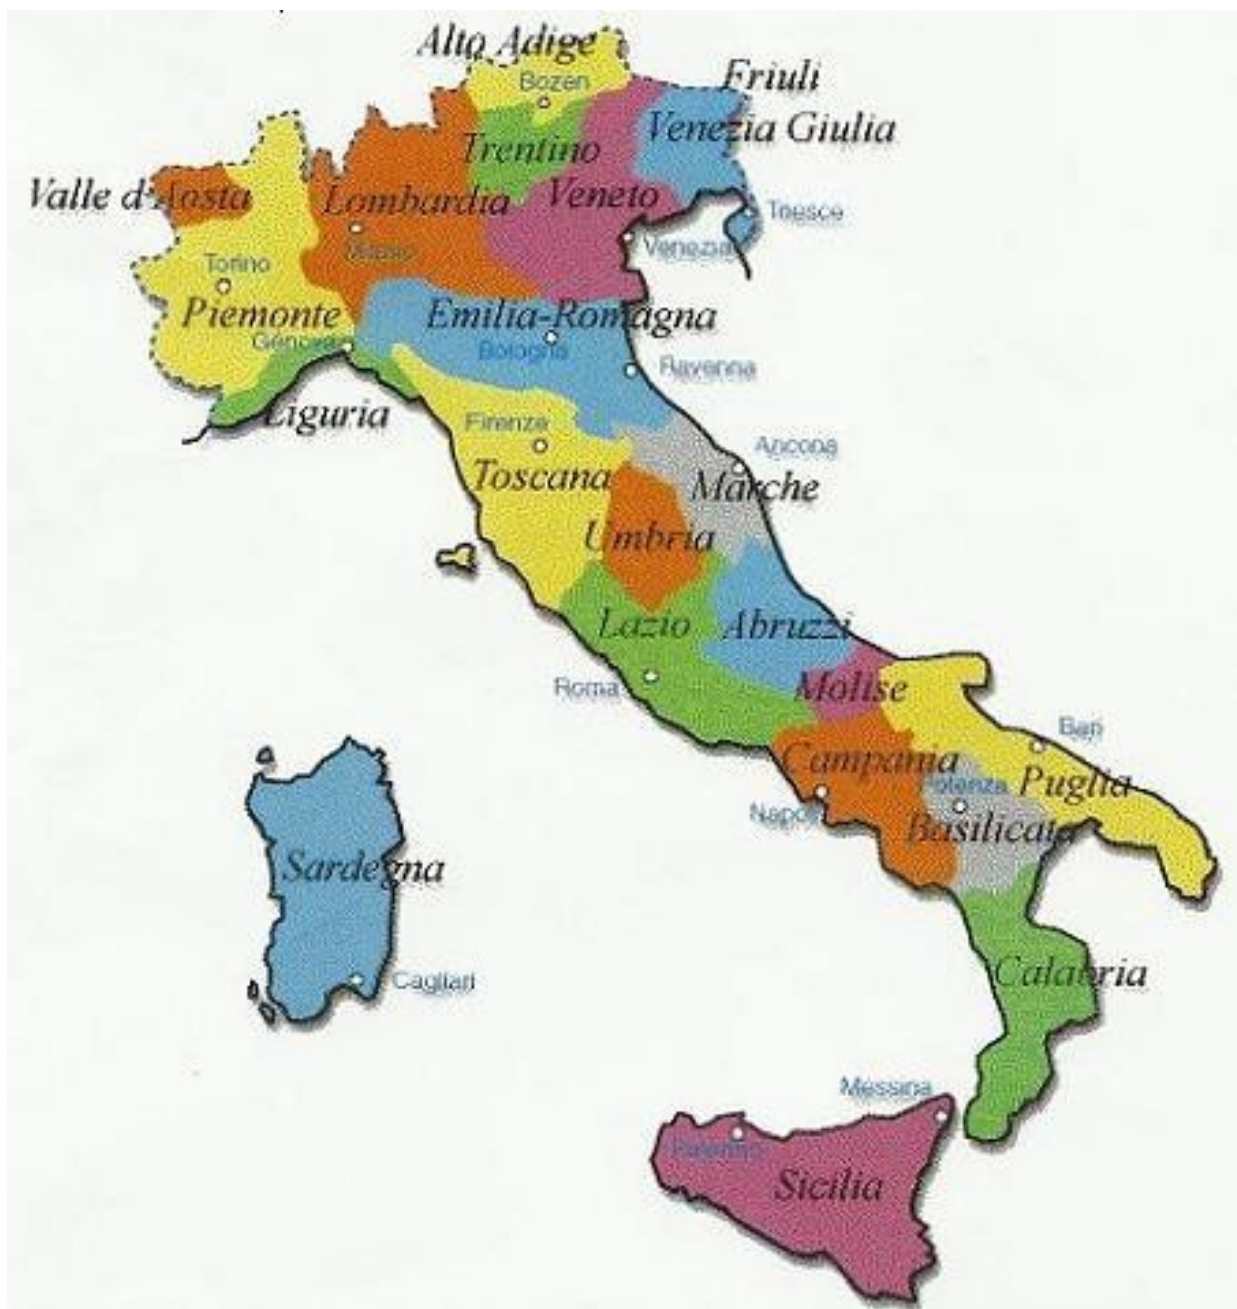 Alto Adige
Bozen
Friuli
Venezia Giulia
Trentino
Valle d'Aosta
Lombardia
Veneto
Triesce
Venezia
Milano
Torino
Piemonte
Emilia-Romagna
Genova
Bologna
Ravenna
Liguria
Firenze
Ancona
Toscana
Marche
Umbria
Lazio
Abruzzi
Roma
Molise
Bari
Campania
Potenza
Puglia
Napoli
Basilicata
Sardegna
Cagliari
Calabria
Messina
Palermo
Sicilia